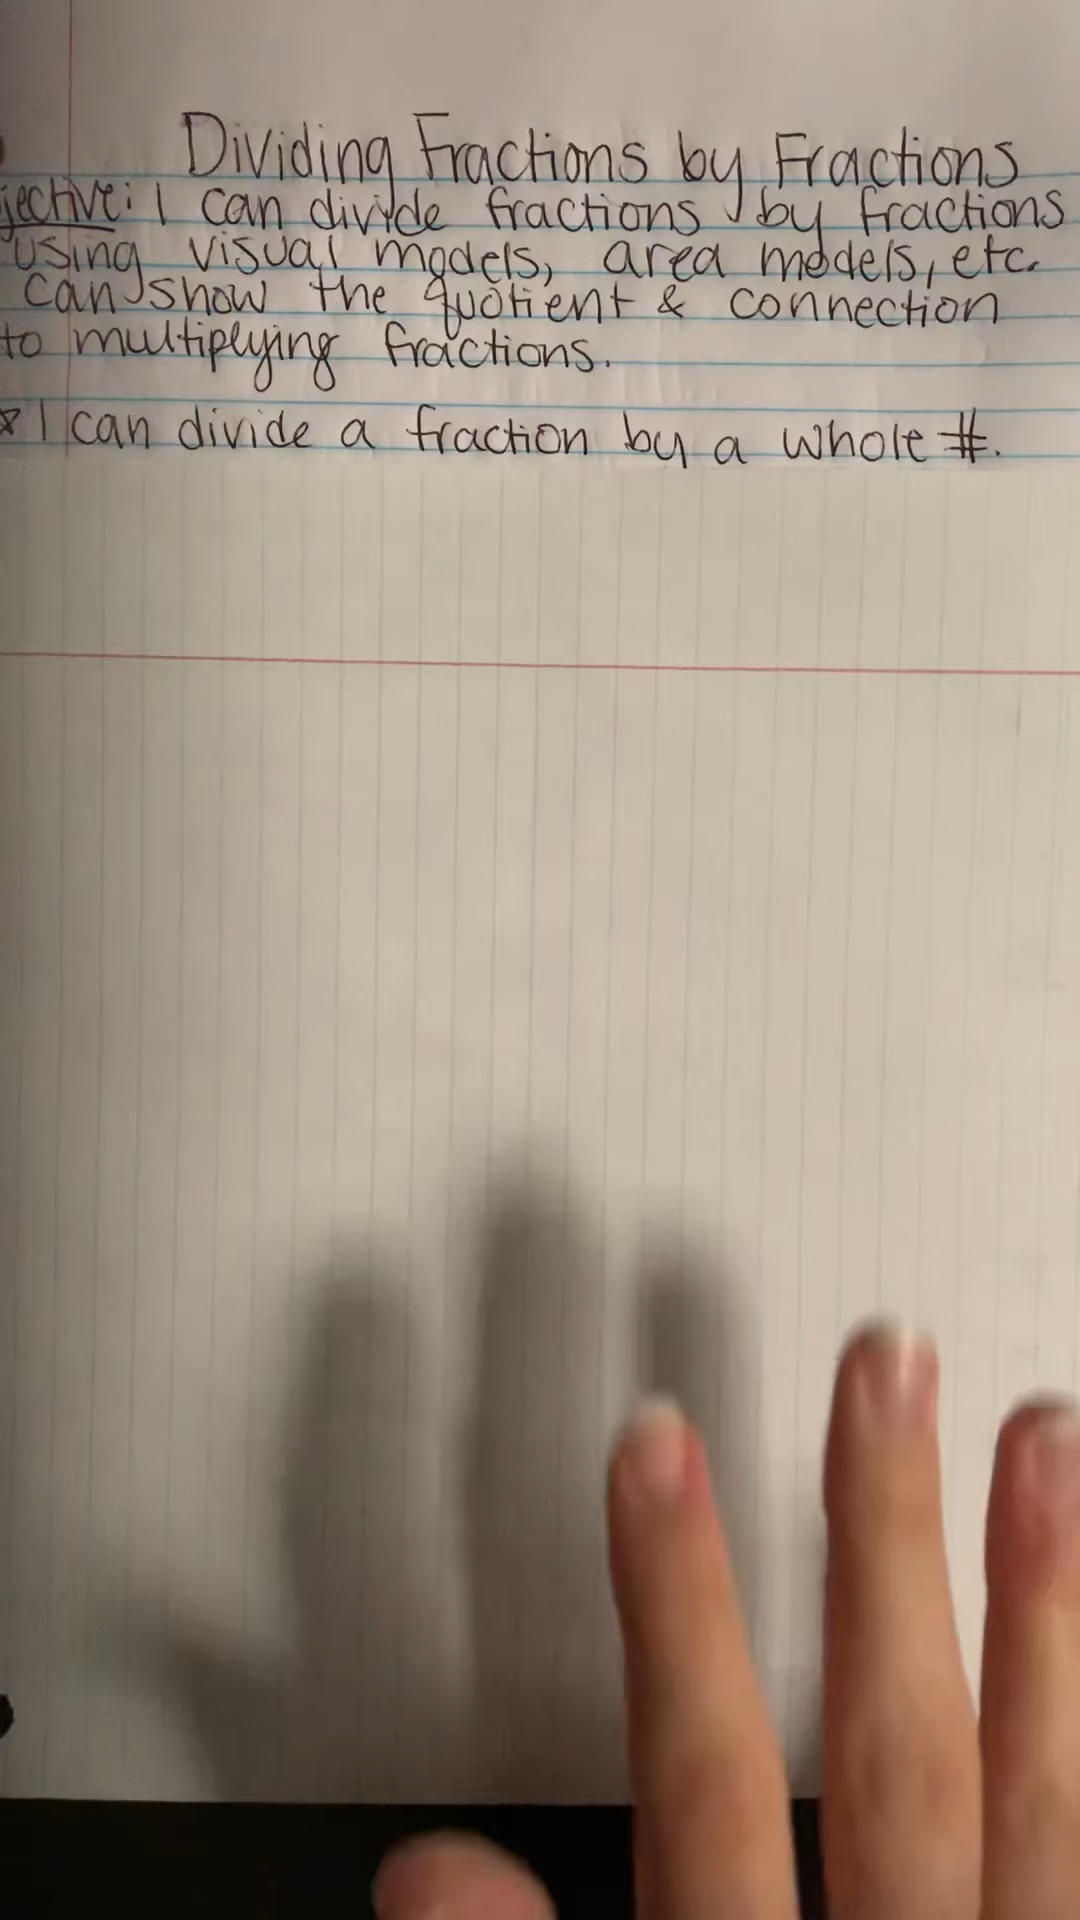 Dividing Fractions by Fractions
jective: I can divide fractions by fractions
using visual models, area models, etc.
can show the quotient & connection
to multiplying fractions.
* I can divide a fraction by a whole #.